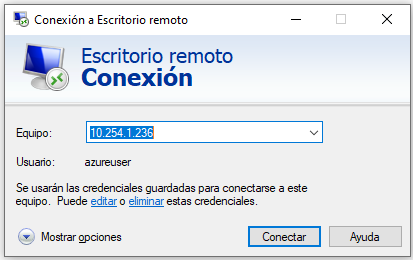 Conexión a Escritorio remoto
Escritorio remoto
Conexión
Equipo: 10.254.1.236
Usuario: azureuser
Se usarán las credenciales guardadas para conectarse a este
equipo. Puede editar o eliminar estas credenciales.
Mostrar opciones Conectar Ayuda